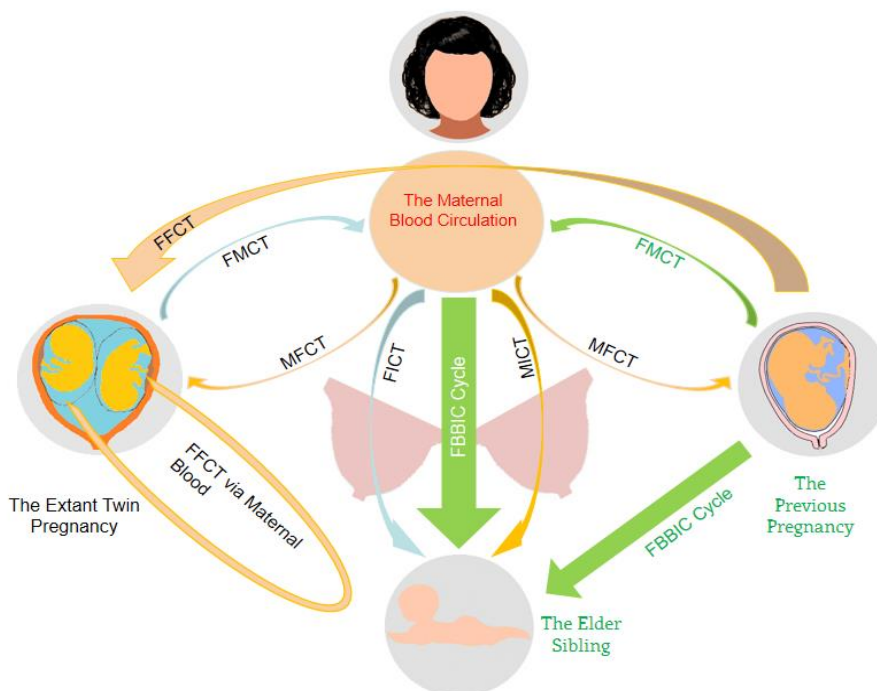 The Maternal
Blood Circulation
FFCT
FMCT
FMCT
MFCT
FICT
FBBIC Cycle
MICT
MFCT
FFCT via Maternal
Blood
The Extant Twin
Pregnancy
The
Previous
Pregnancy
FBBIC Cycle
The Elder
Sibling